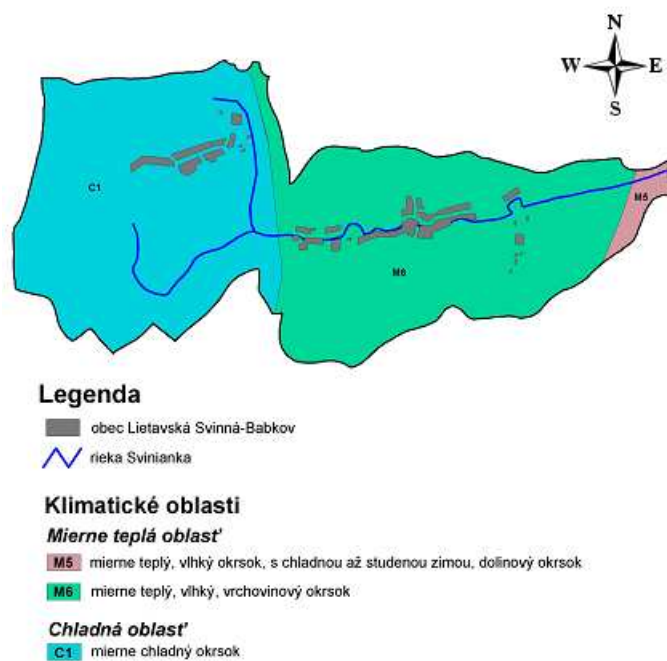 N
W E
S
C1
M5
M6
Legenda
obec Lietavská Svinná-Babkov
rieka Svinianka
Klimatické oblasti
Mierne teplá oblasť
M5 mierne teplý, vlhký okrsok, s chladnou až studenou zimou, dolinový okrsok
M6 mierne teplý, vlhký, vrchovinový okrsok
Chladná oblasť
C1 mierne chladný okrsok